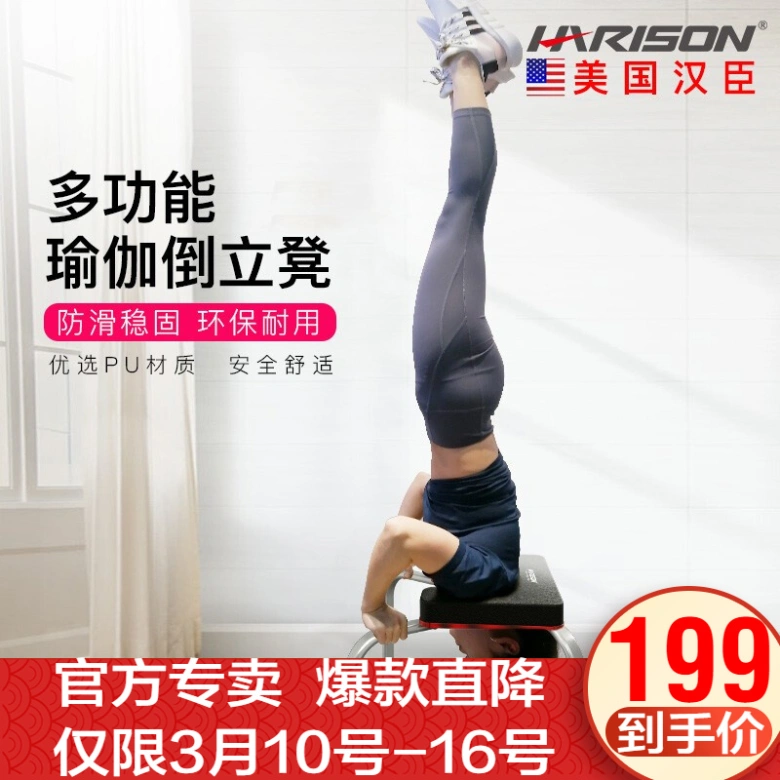 HARISON®
美国汉臣
多功能
瑜伽倒立凳
防滑稳固 环保耐用
优选PU材质 安全舒适
官方专卖 爆款直降
仅限3月10号-16号
199
到手价